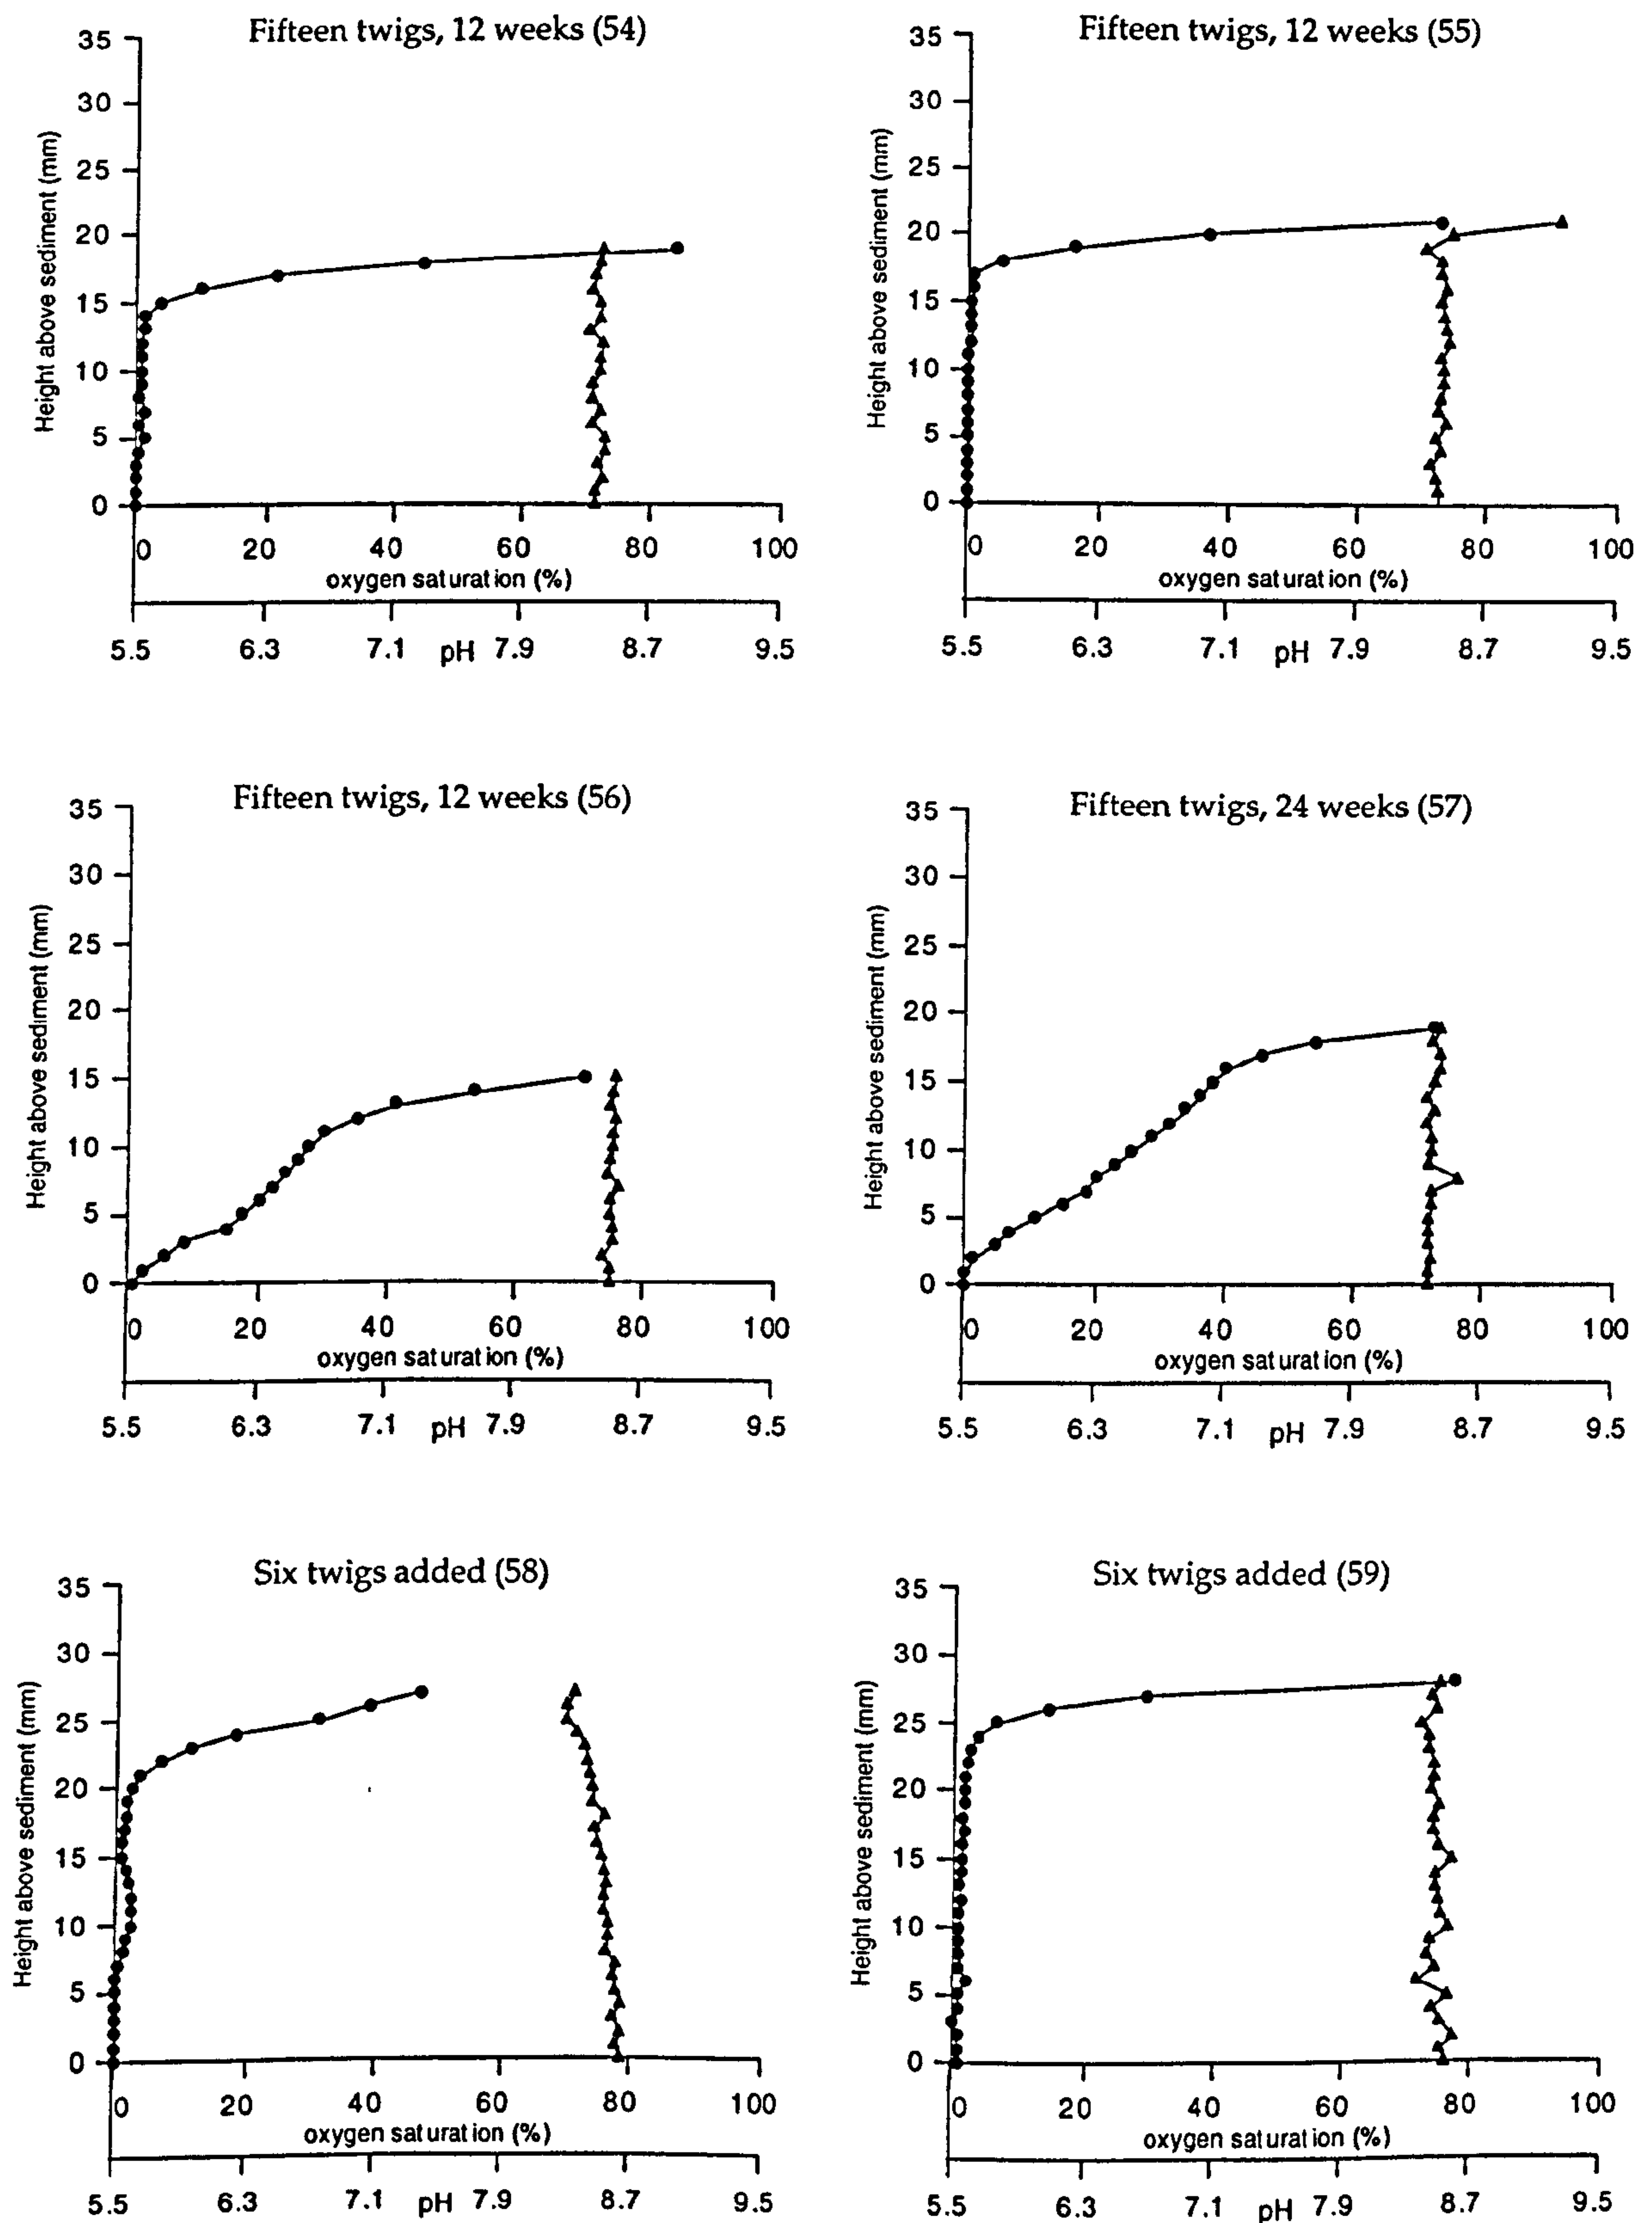 Fifteen twigs, 12 weeks (54)
35
30
25
20
15
10
5
0
Height above sediment (mm)
0 20 40 60 80 100
oxygen saturation (%)
5.5 6.3 7.1 pH 7.9 8.7 9.5
Fifteen twigs, 12 weeks (55)
35
30
25
20
15
10
5
0
Height above sediment (mm)
0 20 40 60 80 100
oxygen saturation (%)
5.5 6.3 7.1 pH 7.9 8.7 9.5
Fifteen twigs, 12 weeks (56)
35
30
25
20
15
10
5
0
Height above sediment (mm)
0 20 40 60 80 100
oxygen saturation (%)
5.5 6.3 7.1 pH 7.9 8.7 9.5
Fifteen twigs, 24 weeks (57)
35
30
25
20
15
10
5
0
Height above sediment (mm)
0 20 40 60 80 100
oxygen saturation (%)
5.5 6.3 7.1 pH 7.9 8.7 9.5
Six twigs added (58)
35
30
25
20
15
10
5
0
Height above sediment (mm)
0 20 40 60 80 100
oxygen saturation (%)
5.5 6.3 7.1 pH 7.9 8.7 9.5
Six twigs added (59)
35
30
25
20
15
10
5
0
Height above sediment (mm)
0 20 40 60 80 100
oxygen saturation (%)
5.5 6.3 7.1 pH 7.9 8.7 9.5